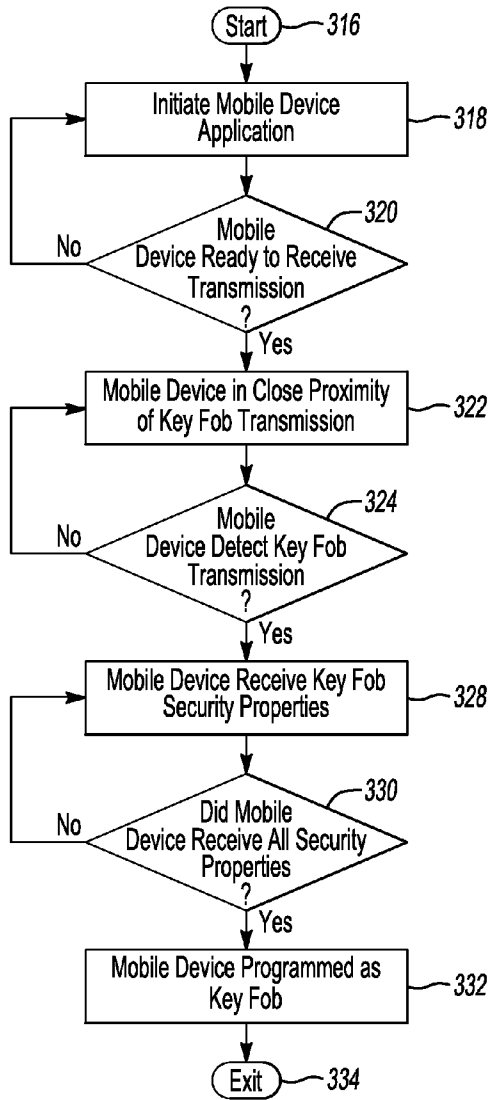 Start
316
Initiate Mobile Device
Application
318
320
Mobile
Device Ready to Receive
Transmission
?
No
Yes
Mobile Device in Close Proximity
of Key Fob Transmission
322
324
Mobile
Device Detect Key Fob
Transmission
?
No
Yes
Mobile Device Receive Key Fob
Security Properties
328
330
Did Mobile
Device Receive All Security
Properties
?
No
Yes
Mobile Device Programmed as
Key Fob
332
Exit
334